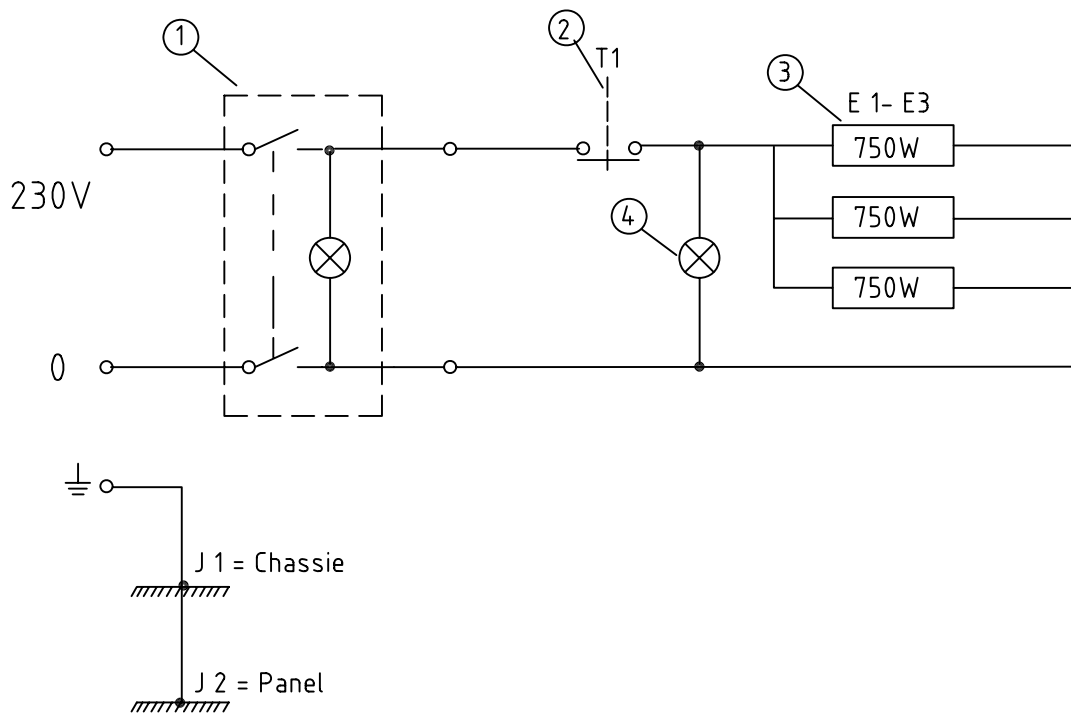 1
2
T1
3
E 1- E3
750W
230V
750W
4
750W
0
J 1 = Chassie
J 2 = Panel